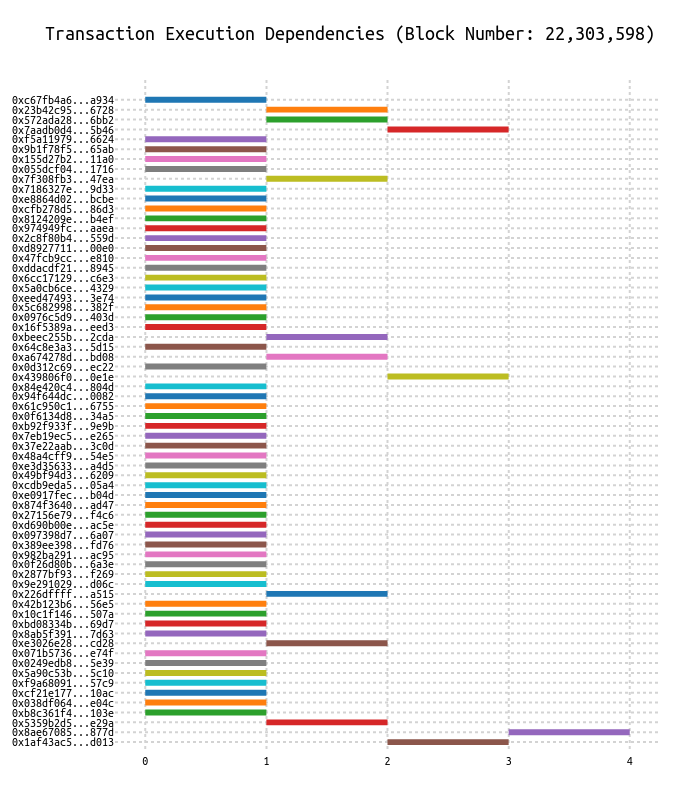 Transaction Execution Dependencies (Block Number: 22,303,598)
0xc67fb4a6...a934
0x23b42c95...6728
0x572ada28...6bb2
0x7aadb0d4...5b46
0xf5a11979...6624
0x9b1f78f5...65ab
0x155d27b2...11a0
0x055dcf04...1716
0x7f308fb3...47ea
0x7186327e...9d33
0xe8864d02...bcbe
0xcfb278d5...86d3
0x8124209e...b4ef
0x974949fc...aaea
0x2c8f80b4...559d
0xd8927711...00e0
0x47fcb9cc...e810
0xddacdf21...8945
0x6cc17129...c6e3
0x5a0cb6ce...4329
0xeed47493...3e74
0x5c682998...382f
0x0976c5d9...403d
0x16f5389a...eed3
0xbeec255b...2cda
0x64c8e3a3...5d15
0xa674278d...bd08
0x0d312c69...ec22
0x439806f0...0e1e
0x84e420c4...804d
0x94f644dc...0082
0x61c950c1...6755
0x0f6134d8...34a5
0xb92f933f...9e9b
0x7eb19ec5...e265
0x37e22aab...3c0d
0x48a4cff9...54e5
0xe3d35633...a4d5
0x49bf94d3...6209
0xcdb9eda5...05a4
0xe0917fec...b04d
0x874f3640...ad47
0x27156e79...f4c6
0xd690b00e...ac5e
0x097398d7...6a07
0x389ee398...fd76
0x982ba291...ac95
0x0f26d80b...6a3e
0x2877bf93...f269
0x9e291029...d06c
0x226dffff...a515
0x42b123b6...56e5
0x10c1f146...507a
0xbd08334b...69d7
0x8ab5f391...7d63
0xe3026e28...cd28
0x071b5736...e74f
0x0249edb8...5e39
0x5a90c53b...5c10
0xf9a68091...57c9
0xcf21e177...10ac
0x038df064...e04c
0xb8c361f4...103e
0x5359b2d5...e29a
0x8ae67085...877d
0x1af43ac5...d013
0 1 2 3 4